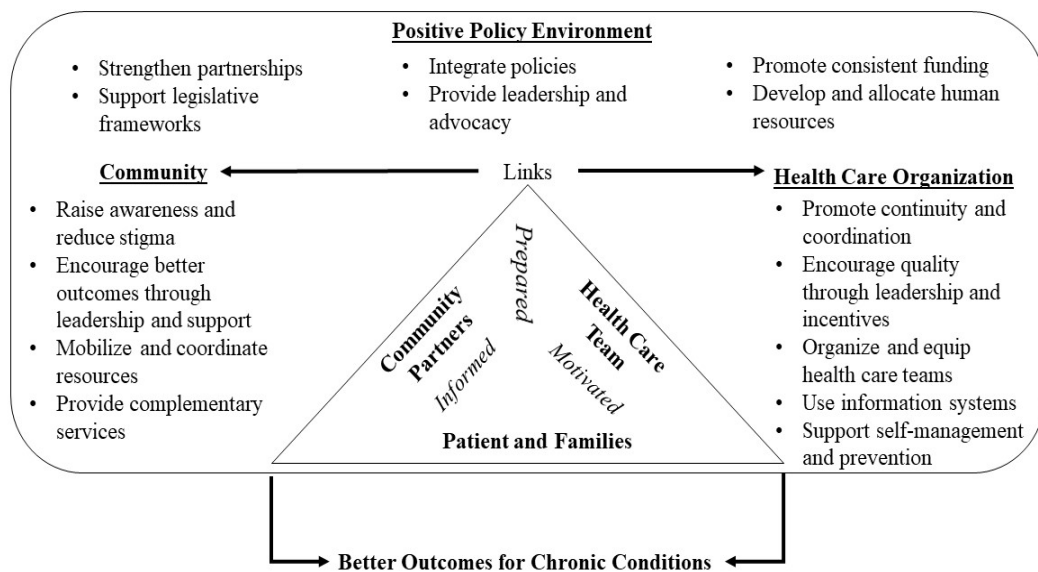 Positive Policy Environment
• Strengthen partnerships
• Support legislative
frameworks
• Integrate policies
• Provide leadership and
advocacy
• Promote consistent funding
• Develop and allocate human
resources
Community
Links
Health Care Organization
• Raise awareness and
reduce stigma
• Encourage better
outcomes through
leadership and support
• Mobilize and coordinate
resources
• Provide complementary
services
Prepared
Community
Partners
Informed
Health Care
Team
Motivated
Patient and Families
• Promote continuity and
coordination
• Encourage quality
through leadership and
incentives
• Organize and equip
health care teams
• Use information systems
• Support self-management
and prevention
Better Outcomes for Chronic Conditions